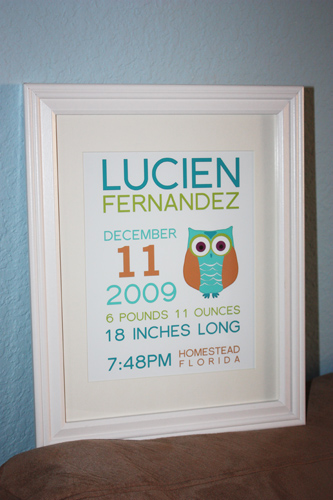 LUCIEN
FERNANDEZ
DECEMBER
11
2009
6 POUNDS 11 OUNCES
18 INCHES LONG
7:48PM HOMESTEAD
FLORIDA